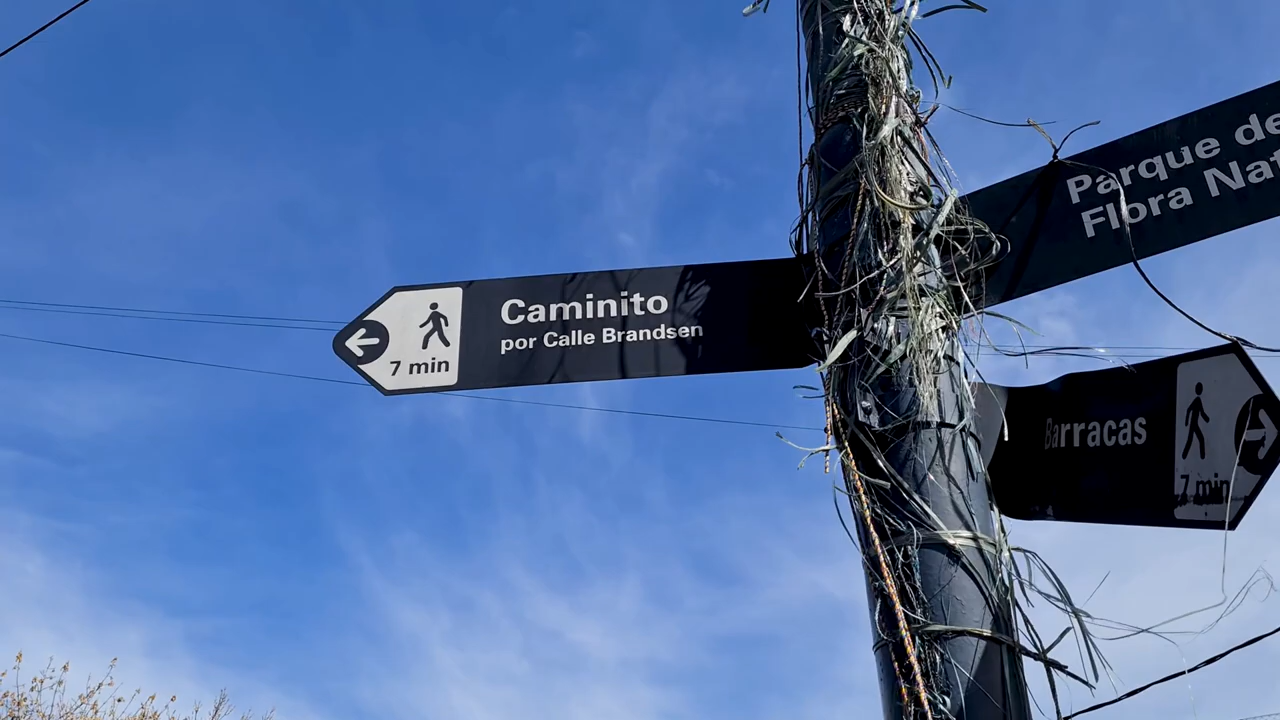 Caminito
por Calle Brandsen
7 min
Parque de
Flora Nat
Barracas
7 min